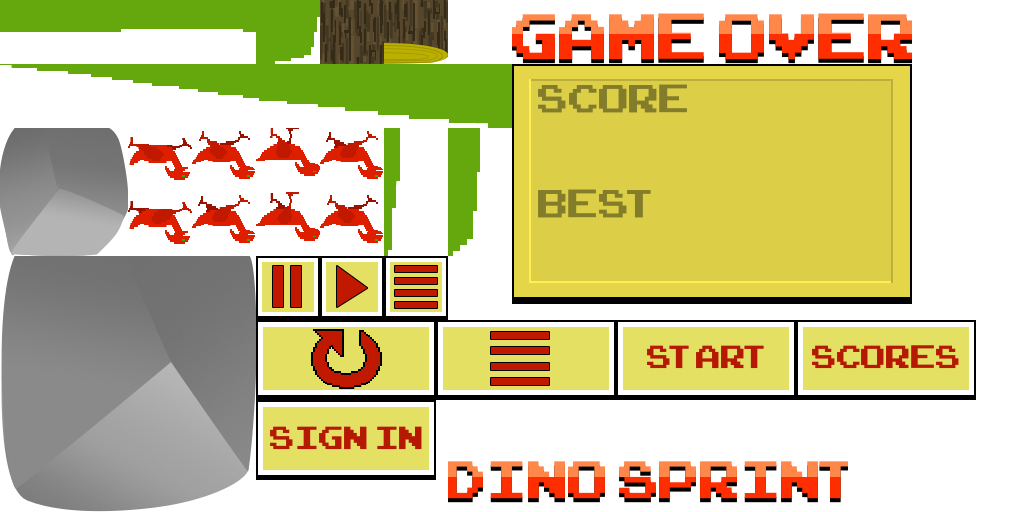 GAME OVER
SCORE
BEST
START
SCORES
SIGN IN
DINO SPRINT